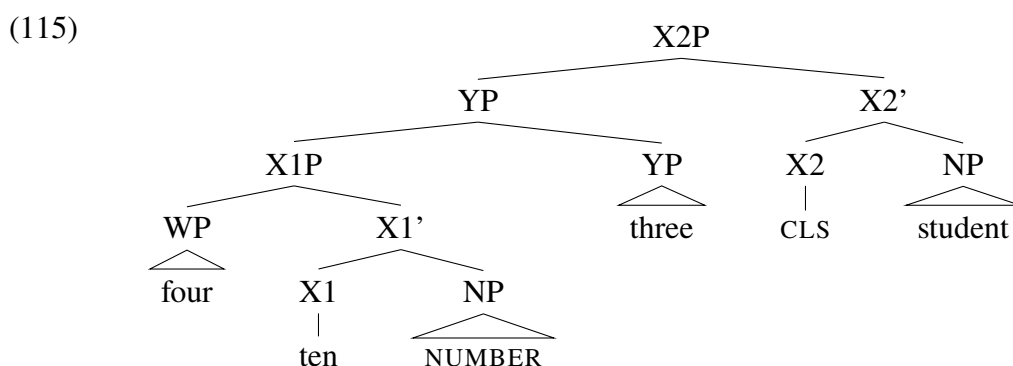 (115)
X2P
YP X2’
X1P YP X2 NP
WP X1’ three CLS student
four X1 NP
ten NUMBER